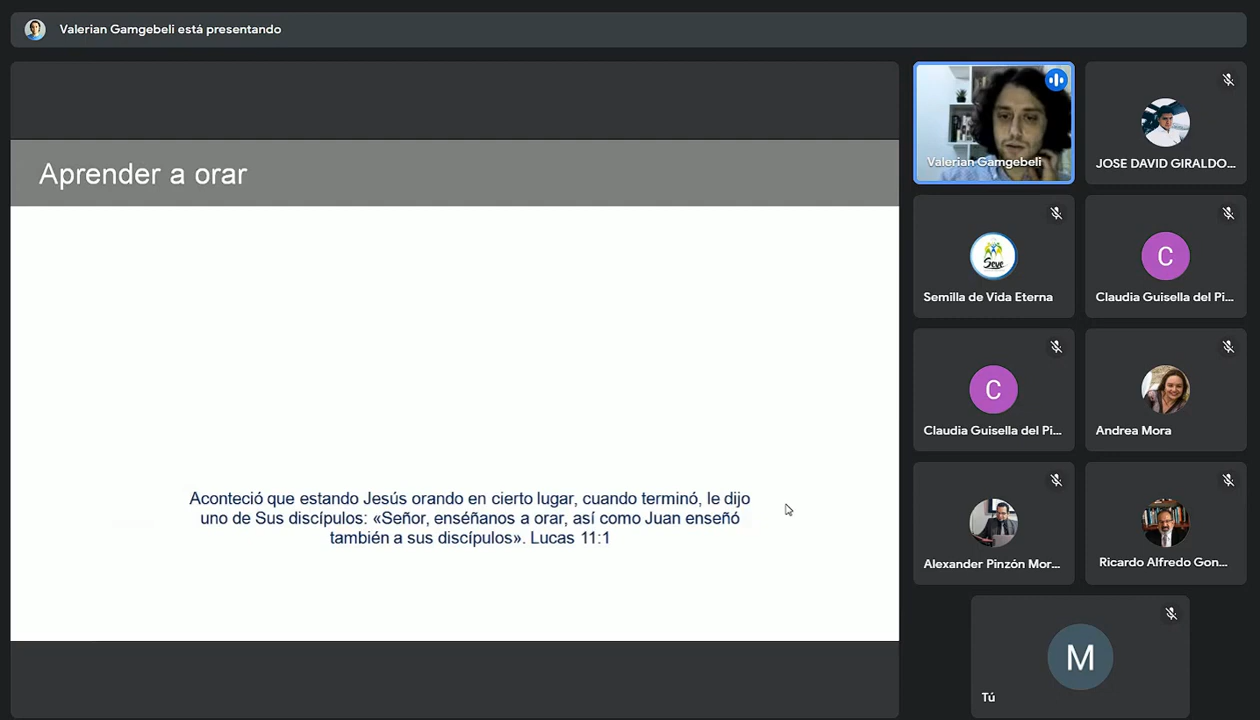 Valerian Gamgebeli está presentando
Aprender a orar
Aconteció que estando Jesús orando en cierto lugar, cuando terminó, le dijo
uno de Sus discípulos: «Señor, enséñanos a orar, así como Juan enseñó
también a sus discípulos». Lucas 11:1
Valerian Gamgebeli
JOSE DAVID GIRALDO...
Seve
Semilla de Vida Eterna
C
Claudia Guisella del Pi...
C
Claudia Guisella del Pi...
Andrea Mora
Alexander Pinzón Mor...
Ricardo Alfredo Gon...
M
Tú